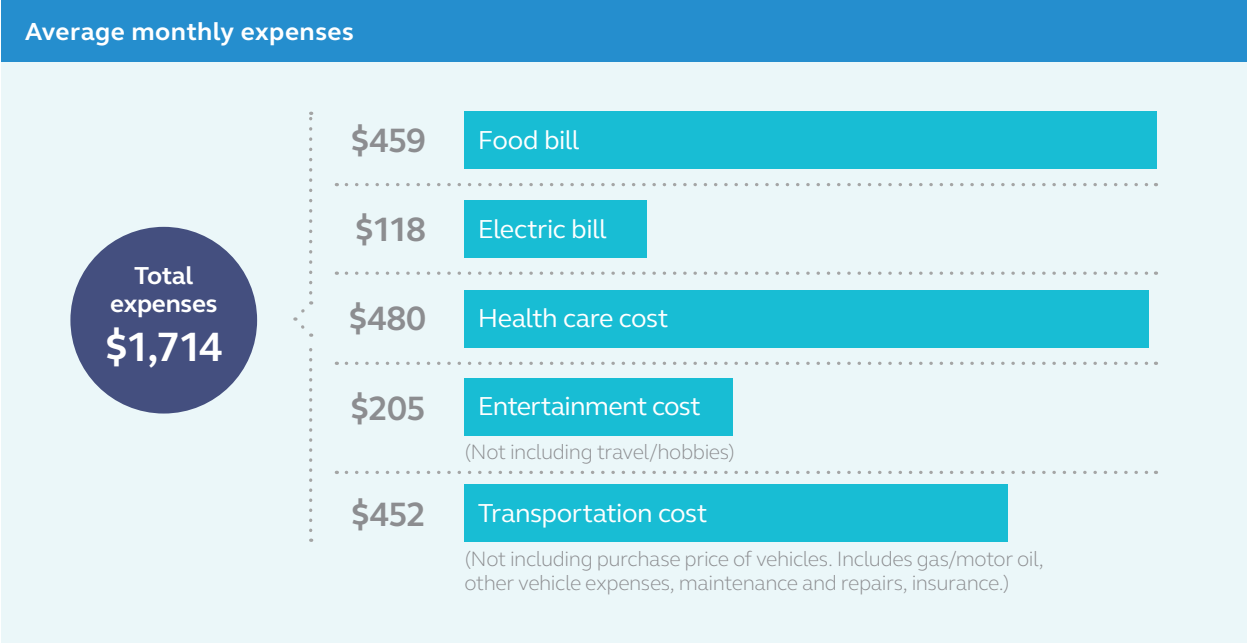 Average monthly expenses
Total
expenses
$1,714
$459 Food bill
$118 Electric bill
$480 Health care cost
$205 Entertainment cost
(Not including travel/hobbies)
$452 Transportation cost
(Not including purchase price of vehicles. Includes gas/motor oil,
other vehicle expenses, maintenance and repairs, insurance.)